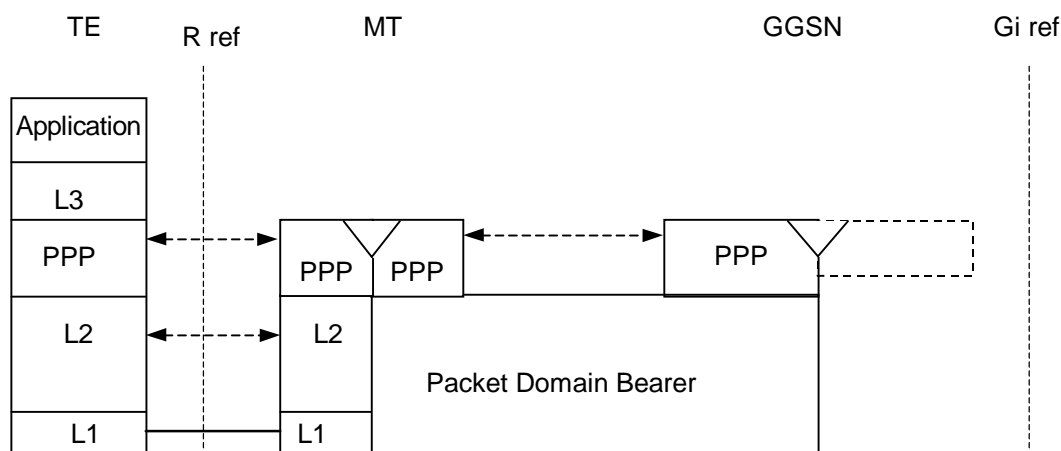 TE
R ref
MT
GGSN
Gi ref
Application
L3
PPP
PPP
PPP
PPP
L2
L2
Packet Domain Bearer
L1
L1